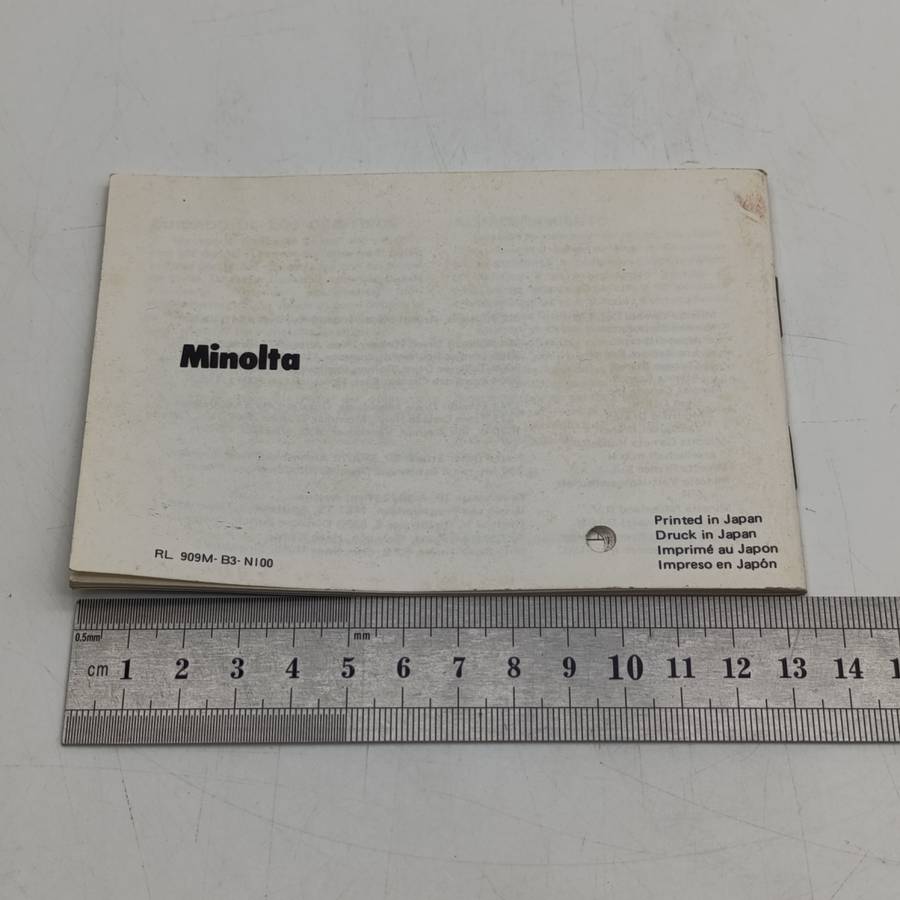 Minolta
Printed in Japan
Druck in Japan
Imprimé au Japon
Impreso en Japón
RL 909M-B3-N100
0.5mm
mm
cm 1 2 3 4 5 6 7 8 9 10 11 12 13 14